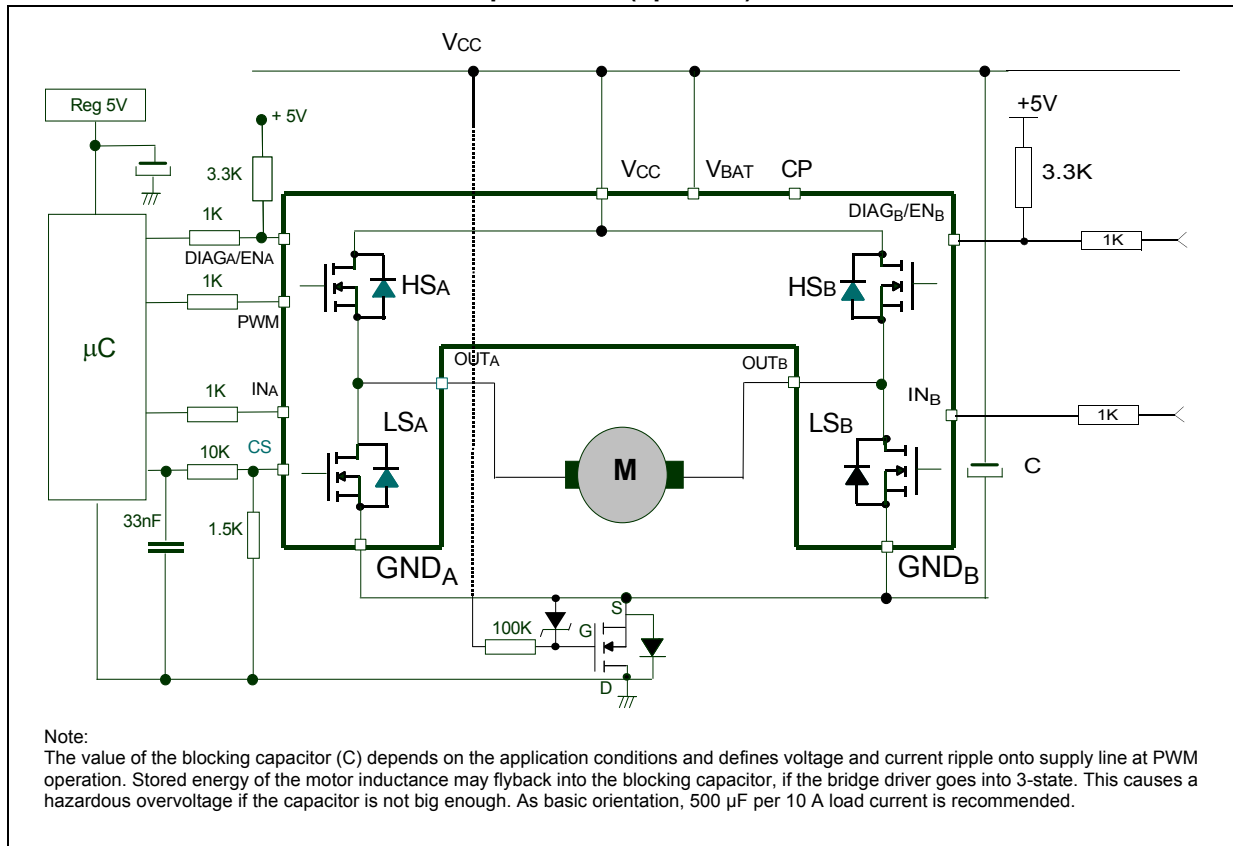 VCC
Reg 5V
+ 5V
+5V
3.3K
VCC
VBAT
CP
3.3K
1K
DIAGB/ENB
1K
DIAGA/ENA
HSA
HSB
1K
PWM
µC
OUTA
OUTB
1K
INA
INB
1K
LSA
LSB
CS
10K
M
C
33nF
1.5K
GNDA
GNDB
S
100K
G
D
Note:
The value of the blocking capacitor (C) depends on the application conditions and defines voltage and current ripple onto supply line at PWM
operation. Stored energy of the motor inductance may flyback into the blocking capacitor, if the bridge driver goes into 3-state. This causes a
hazardous overvoltage if the capacitor is not big enough. As basic orientation, 500 µF per 10 A load current is recommended.